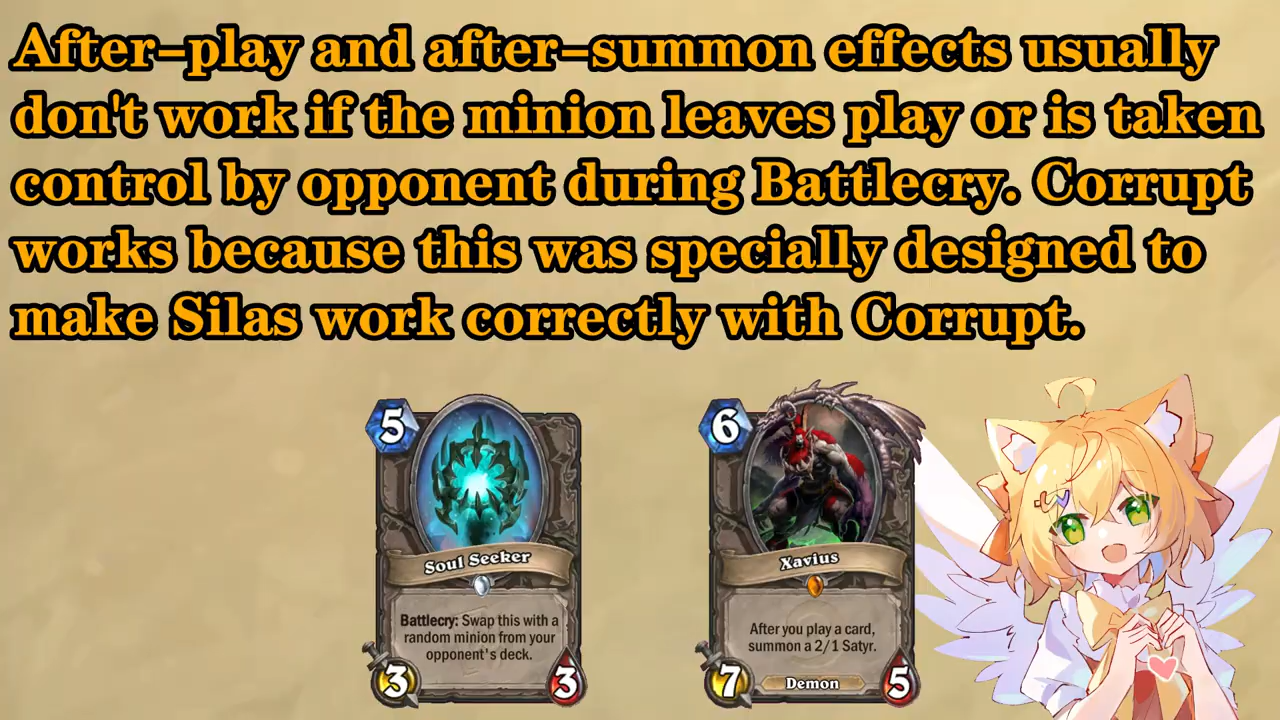 After-play and after-summon effects usually
don't work if the minion leaves play or is taken
control by opponent during Battlecry. Corrupt
works because this was specially designed to
make Silas work correctly with Corrupt.
5
Soul Seeker
Battlecry: Swap this with a
random minion from your
opponent's deck.
3
3
6
Xavius
After you play a card,
summon a 2/1 Satyr.
7
Demon
5